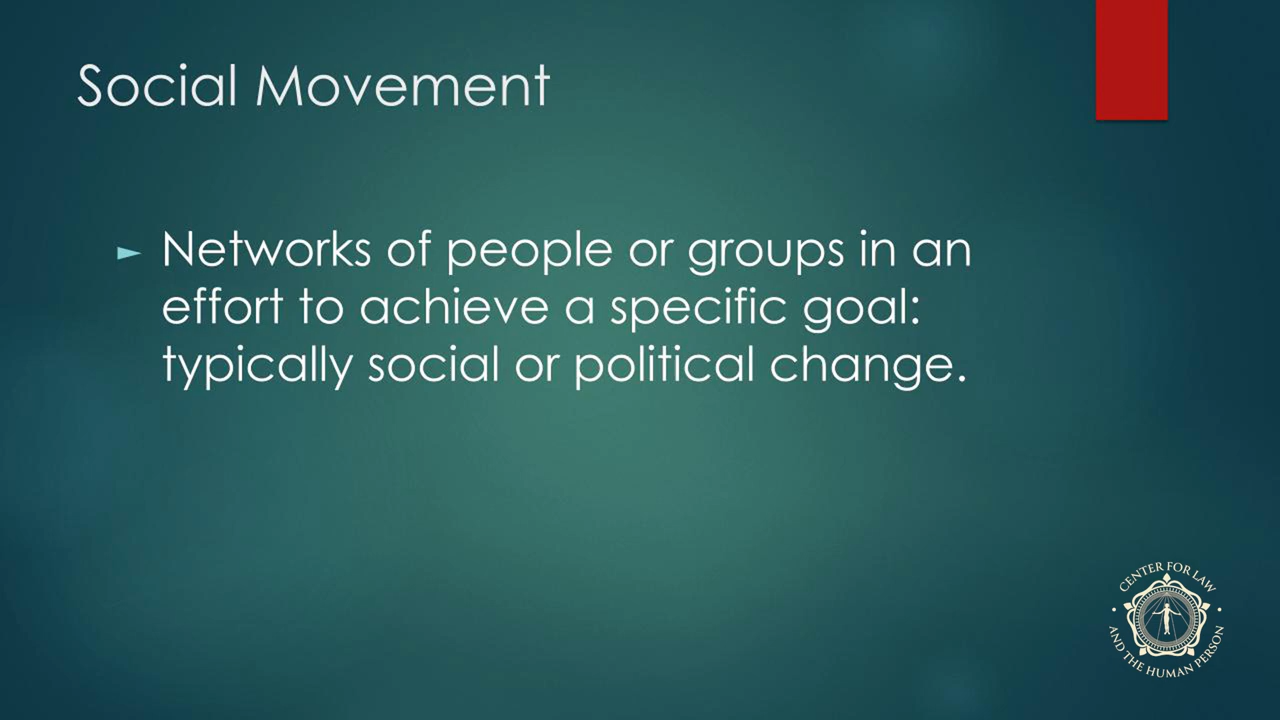 Social Movement
► Networks of people or groups in an
effort to achieve a specific goal:
typically social or political change.
CENTER FOR LAW
• AND THE HUMAN PERSON •